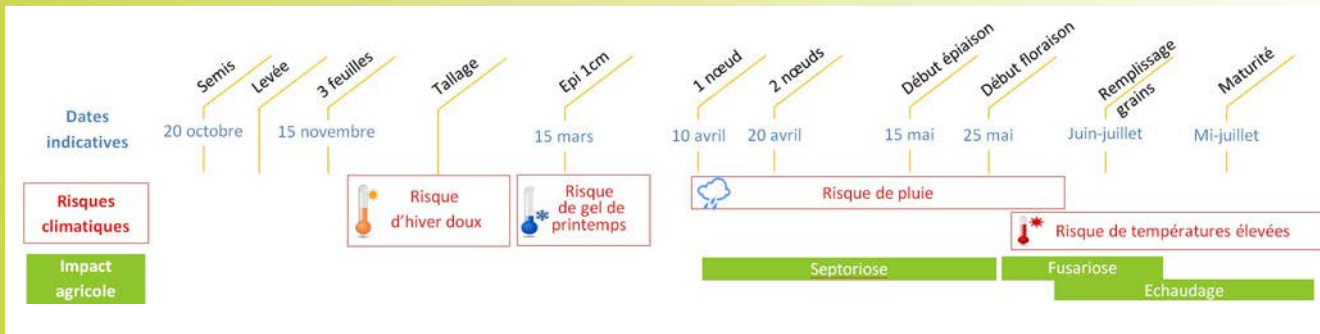 Semis
Levée
3 feuilles
Tallage
Epi 1cm
1 nœud
2 nœuds
Début épiaison
Début floraison
Remplissage
grains
Maturité
Dates
indicatives
20 octobre
15 novembre
15 mars
10 avril
20 avril
15 mai
25 mai
Juin-juillet
Mi-juillet
Risques
climatiques
Risque
d'hiver doux
Risque
de gel de
printemps
Risque de pluie
Risque de températures élevées
Impact
agricole
Septoriose
Fusariose
Echaudage